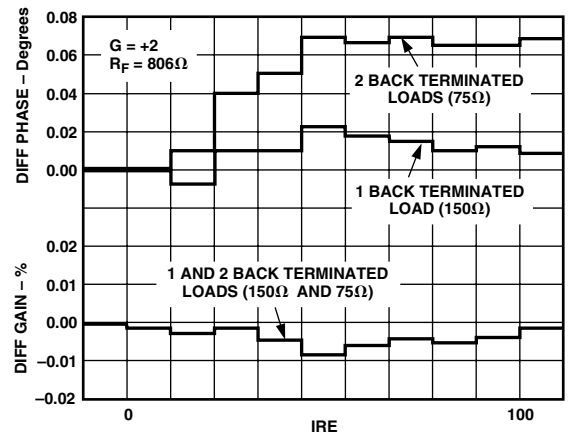 0.08
0.06
0.04
0.02
0.00
DIFF PHASE – Degrees
G = +2
RF = 806Ω
2 BACK TERMINATED
LOADS (75Ω)
1 BACK TERMINATED
LOAD (150Ω)
0.02
0.01
0.00
–0.01
–0.02
DIFF GAIN – %
1 AND 2 BACK TERMINATED
LOADS (150Ω AND 75Ω)
0
100
IRE